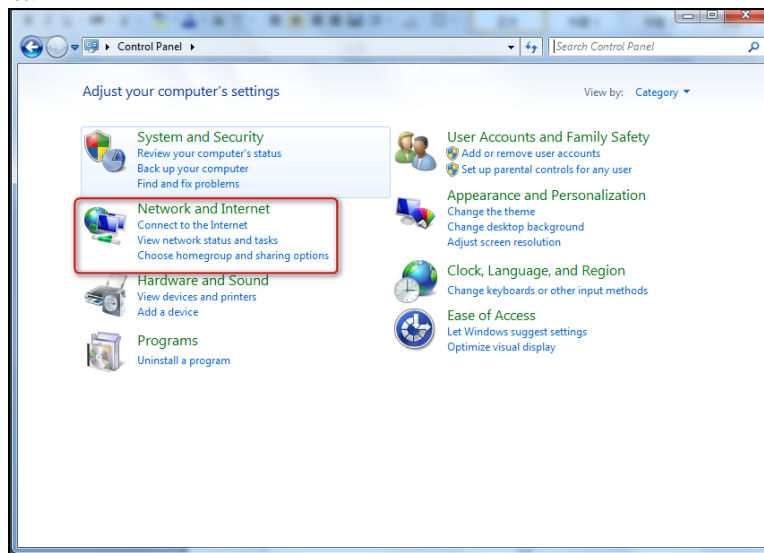 Control Panel
Search Control Panel
Adjust your computer's settings
View by: Category
System and Security
Review your computer's status
Back up your computer
Find and fix problems
Network and Internet
Connect to the Internet
View network status and tasks
Choose homegroup and sharing options
Hardware and Sound
View devices and printers
Add a device
Programs
Uninstall a program
User Accounts and Family Safety
Add or remove user accounts
Set up parental controls for any user
Appearance and Personalization
Change the theme
Change desktop background
Adjust screen resolution
Clock, Language, and Region
Change keyboards or other input methods
Ease of Access
Let Windows suggest settings
Optimize visual display